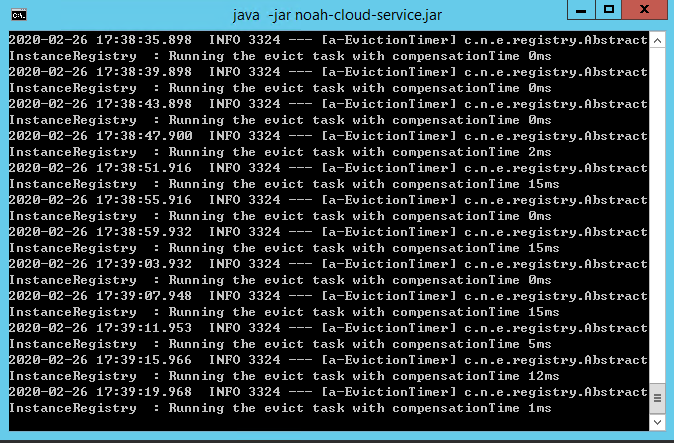 java -jar noah-cloud-service.jar
2020-02-26 17:38:35.898  INFO 3324 --- [a-EvictionTimer] c.n.e.registry.Abstract
InstanceRegistry  : Running the evict task with compensationTime 0ms
2020-02-26 17:38:39.898  INFO 3324 --- [a-EvictionTimer] c.n.e.registry.Abstract
InstanceRegistry  : Running the evict task with compensationTime 0ms
2020-02-26 17:38:43.898  INFO 3324 --- [a-EvictionTimer] c.n.e.registry.Abstract
InstanceRegistry  : Running the evict task with compensationTime 0ms
2020-02-26 17:38:47.900  INFO 3324 --- [a-EvictionTimer] c.n.e.registry.Abstract
InstanceRegistry  : Running the evict task with compensationTime 2ms
2020-02-26 17:38:51.916  INFO 3324 --- [a-EvictionTimer] c.n.e.registry.Abstract
InstanceRegistry  : Running the evict task with compensationTime 15ms
2020-02-26 17:38:55.916  INFO 3324 --- [a-EvictionTimer] c.n.e.registry.Abstract
InstanceRegistry  : Running the evict task with compensationTime 0ms
2020-02-26 17:38:59.932  INFO 3324 --- [a-EvictionTimer] c.n.e.registry.Abstract
InstanceRegistry  : Running the evict task with compensationTime 15ms
2020-02-26 17:39:03.932  INFO 3324 --- [a-EvictionTimer] c.n.e.registry.Abstract
InstanceRegistry  : Running the evict task with compensationTime 0ms
2020-02-26 17:39:07.948  INFO 3324 --- [a-EvictionTimer] c.n.e.registry.Abstract
InstanceRegistry  : Running the evict task with compensationTime 15ms
2020-02-26 17:39:11.953  INFO 3324 --- [a-EvictionTimer] c.n.e.registry.Abstract
InstanceRegistry  : Running the evict task with compensationTime 5ms
2020-02-26 17:39:15.966  INFO 3324 --- [a-EvictionTimer] c.n.e.registry.Abstract
InstanceRegistry  : Running the evict task with compensationTime 12ms
2020-02-26 17:39:19.968  INFO 3324 --- [a-EvictionTimer] c.n.e.registry.Abstract
InstanceRegistry  : Running the evict task with compensationTime 1ms